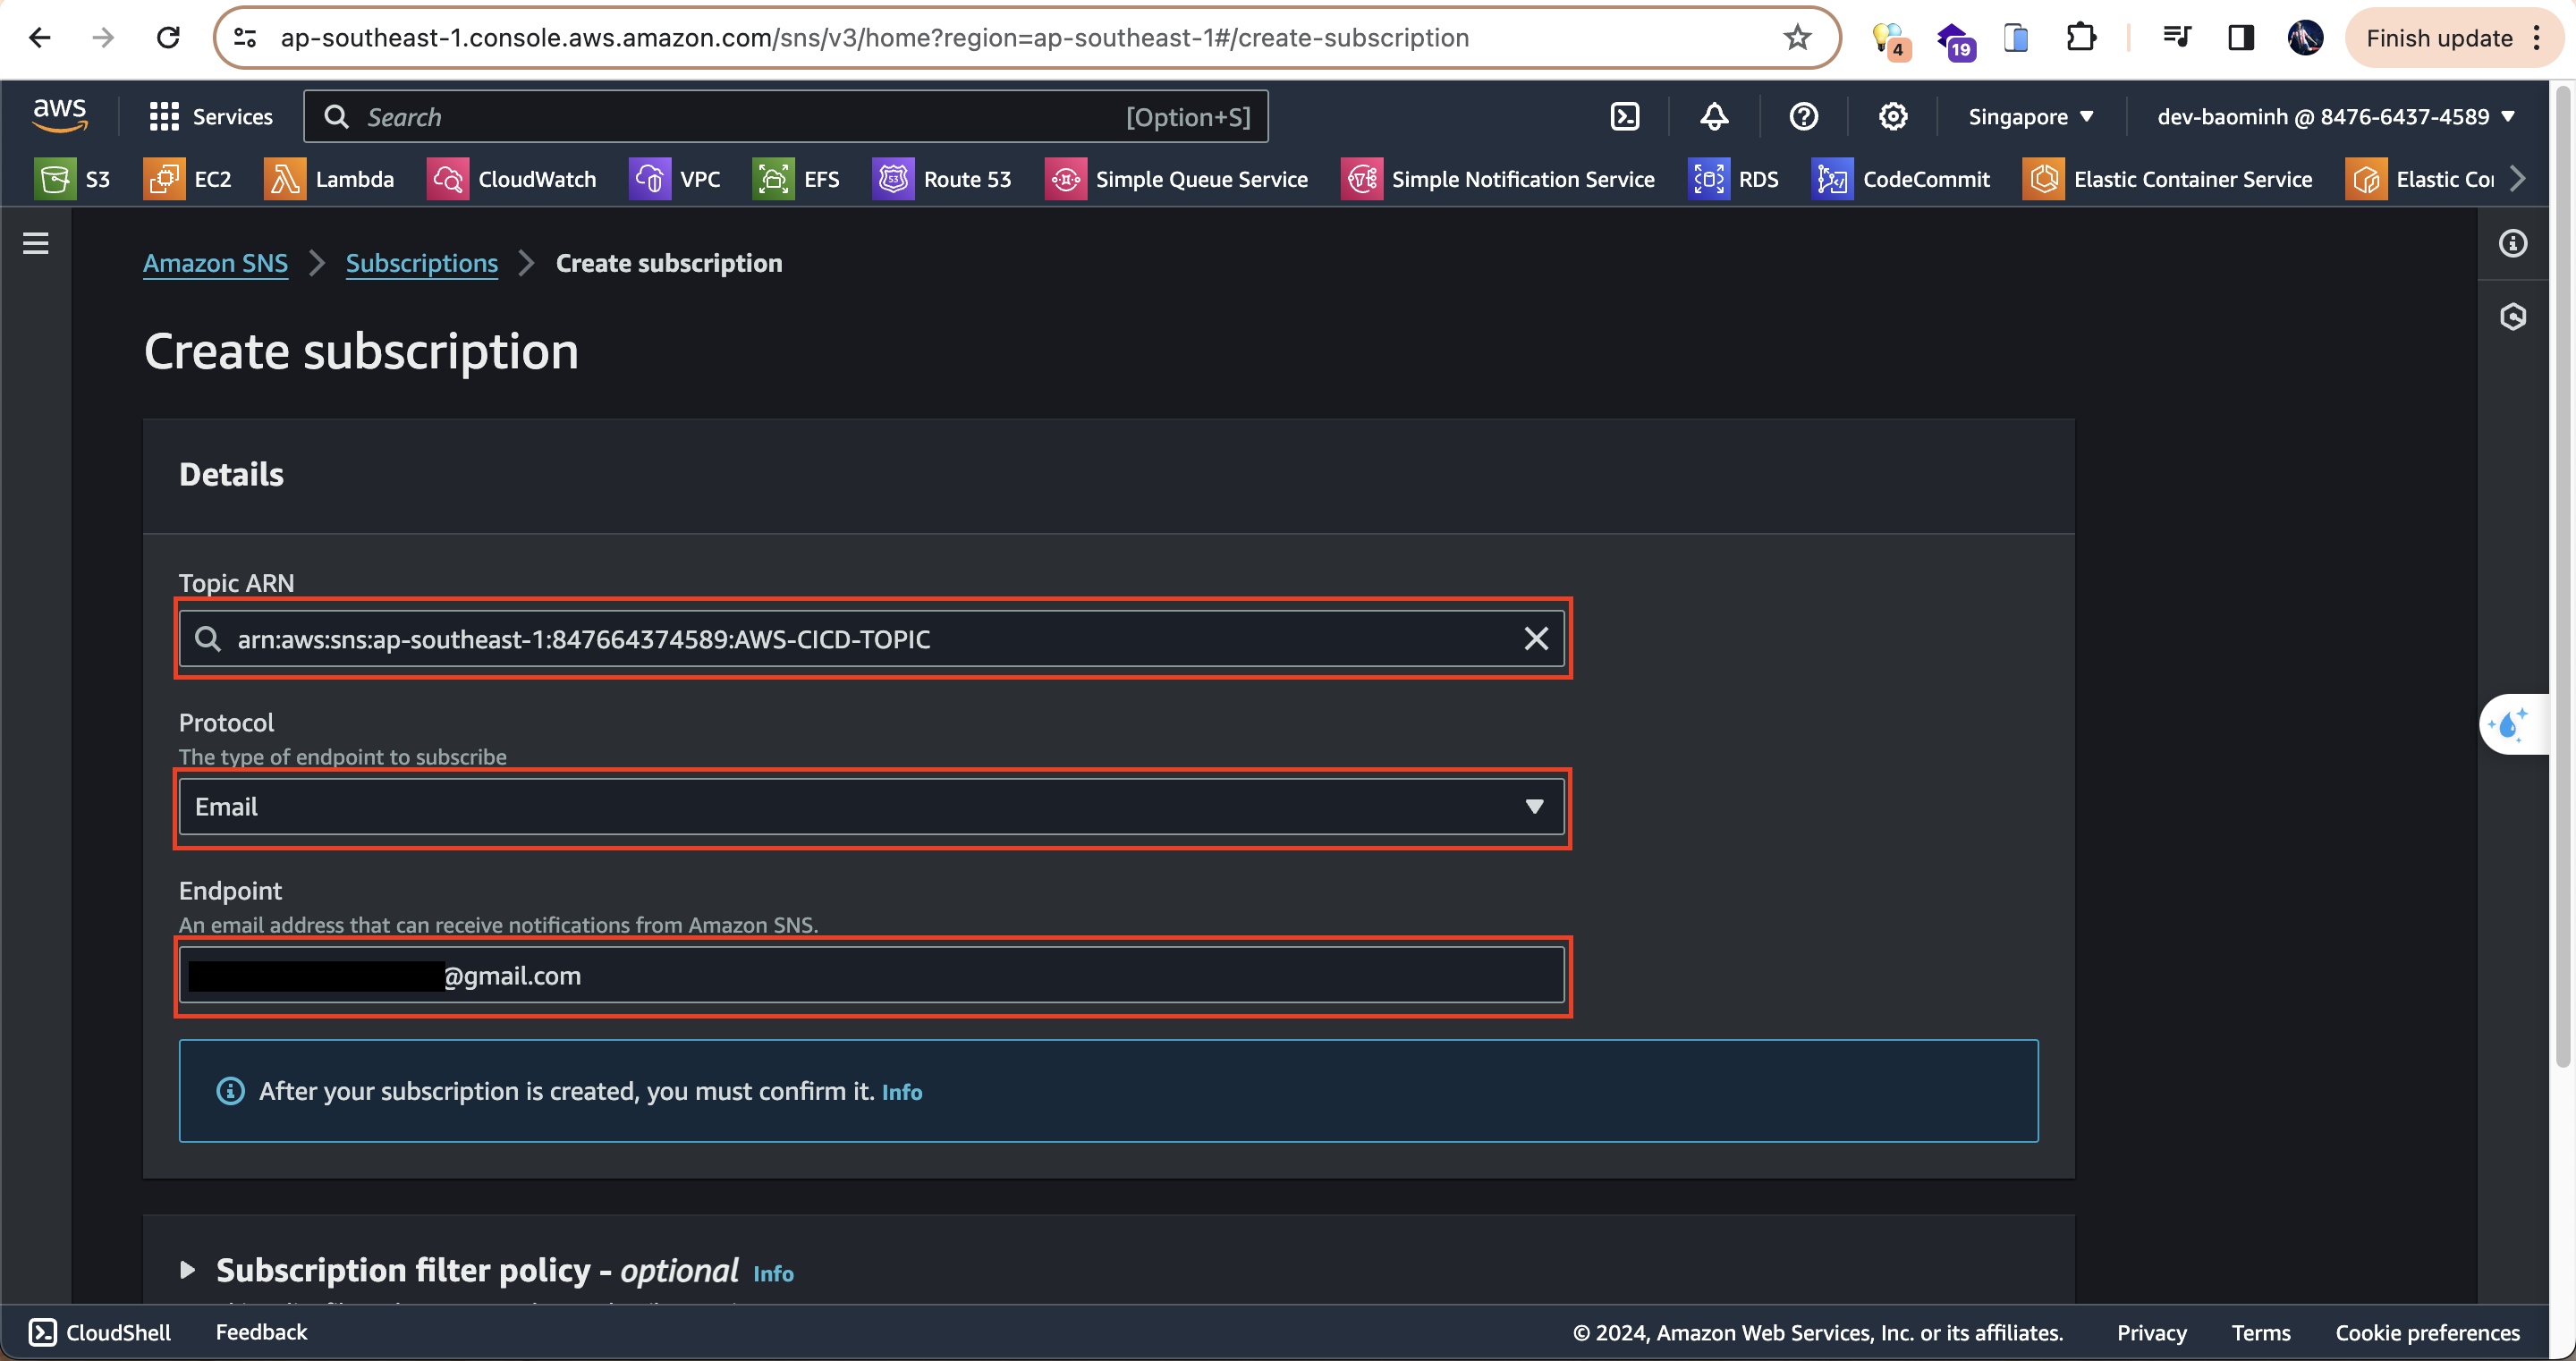 ap-southeast-1.console.aws.amazon.com/sns/v3/home?region=ap-southeast-1#/create-subscription
4
19
Finish update
aws
Services
Search
[Option+S]
Singapore
dev-baominh @ 8476-6437-4589
S3
EC2
Lambda
CloudWatch
VPC
EFS
Route 53
Simple Queue Service
Simple Notification Service
RDS
CodeCommit
Elastic Container Service
Elastic Co
Amazon SNS
Subscriptions
Create subscription
Create subscription
Details
Topic ARN
arn:aws:sns:ap-southeast-1:847664374589:AWS-CICD-TOPIC
Protocol
The type of endpoint to subscribe
Email
Endpoint
An email address that can receive notifications from Amazon SNS.
@gmail.com
After your subscription is created, you must confirm it. Info
Subscription filter policy - optional Info
CloudShell
Feedback
© 2024, Amazon Web Services, Inc. or its affiliates.
Privacy
Terms
Cookie preferences